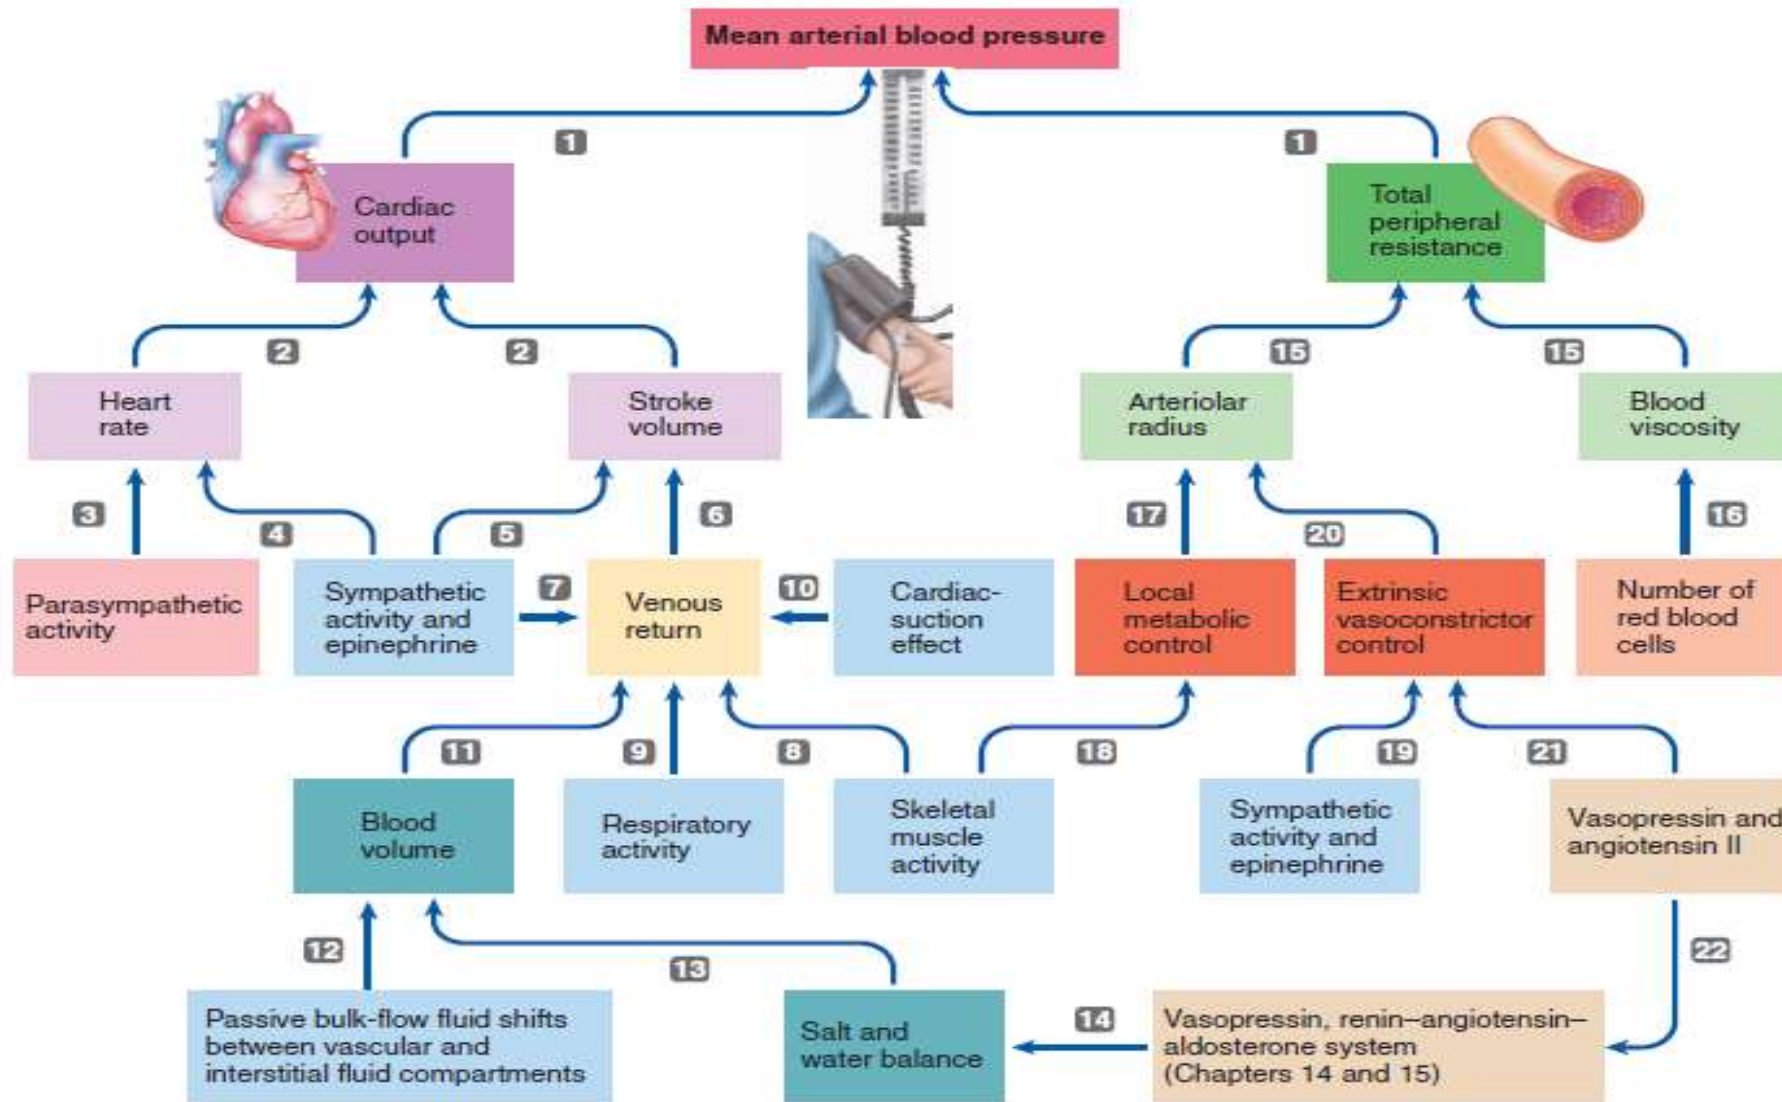 Mean arterial blood pressure
1
1
Cardiac
output
Total
peripheral
resistance
2
2
15
15
Heart
rate
Stroke
volume
Arteriolar
radius
Blood
viscosity
3
4
5
6
17
20
16
Parasympathetic
activity
Sympathetic
activity and
epinephrine
7
Venous
return
10
Cardiac-
suction
effect
Local
metabolic
control
Extrinsic
vasoconstrictor
control
Number of
red blood
cells
11
9
8
18
19
21
Blood
volume
Respiratory
activity
Skeletal
muscle
activity
Sympathetic
activity and
epinephrine
Vasopressin and
angiotensin II
12
13
22
Passive bulk-flow fluid shifts
between vascular and
interstitial fluid compartments
Salt and
water balance
14
Vasopressin, renin–angiotensin–
aldosterone system
(Chapters 14 and 15)